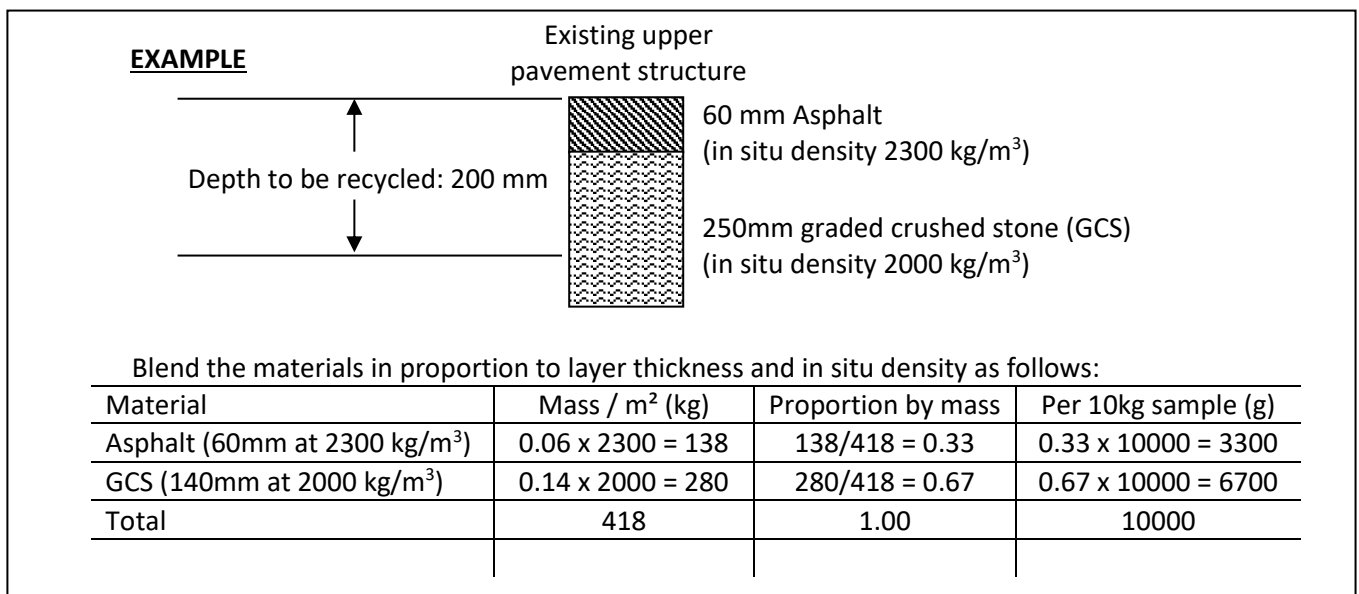 EXAMPLE
Existing upper
pavement structure
60 mm Asphalt
(in situ density 2300 kg/m³)
Depth to be recycled: 200 mm
250mm graded crushed stone (GCS)
(in situ density 2000 kg/m³)
Blend the materials in proportion to layer thickness and in situ density as follows:
Material Mass / m² (kg) Proportion by mass Per 10kg sample (g)
Asphalt (60mm at 2300 kg/m³) 0.06 x 2300 = 138 138/418 = 0.33 0.33 x 10000 = 3300
GCS (140mm at 2000 kg/m³) 0.14 x 2000 = 280 280/418 = 0.67 0.67 x 10000 = 6700
Total 418 1.00 10000